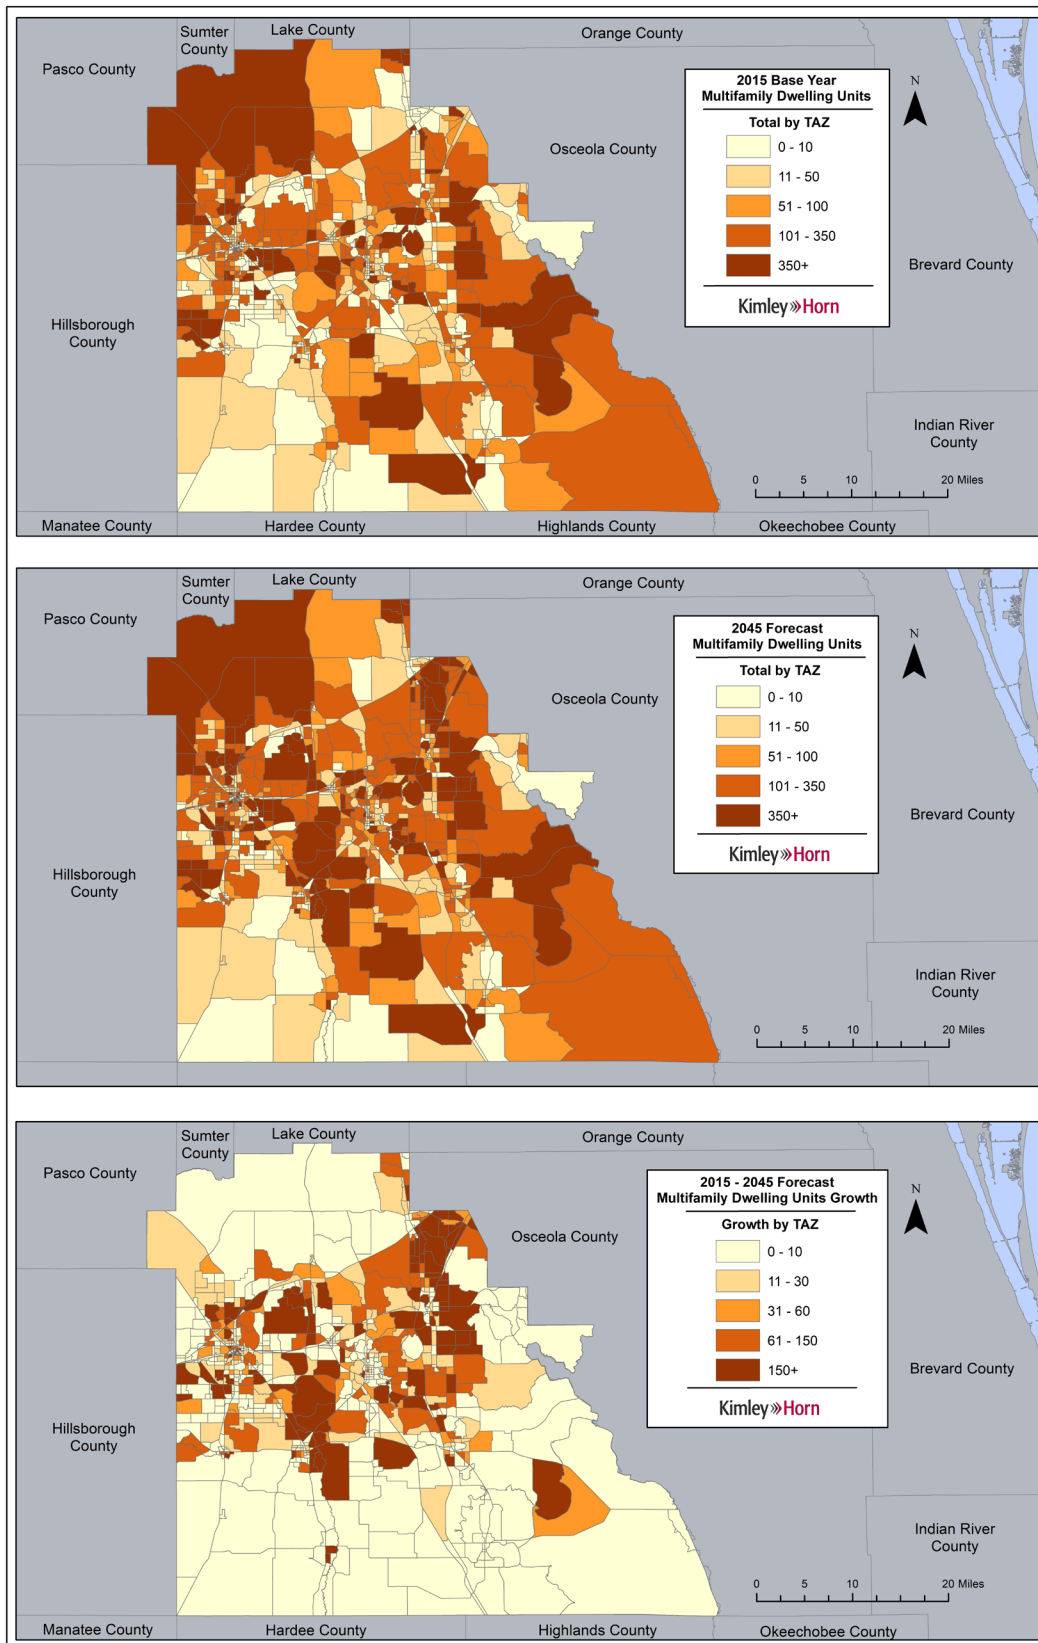 Sumter
County
Lake County
Orange County
Pasco County
Osceola County
Hillsborough
County
Brevard County
Indian River
County
Manatee County
Hardee County
Highlands County
Okeechobee County
2015 Base Year
Multifamily Dwelling Units
Total by TAZ
0 - 10
11 - 50
51 - 100
101 - 350
350+
Kimley»Horn
N
0 5 10 20 Miles
Sumter
County
Lake County
Orange County
Pasco County
Osceola County
Hillsborough
County
Brevard County
Indian River
County
2045 Forecast
Multifamily Dwelling Units
Total by TAZ
0 - 10
11 - 50
51 - 100
101 - 350
350+
Kimley»Horn
N
0 5 10 20 Miles
Sumter
County
Lake County
Orange County
Pasco County
Osceola County
Hillsborough
County
Brevard County
Indian River
County
Manatee County
Hardee County
Highlands County
Okeechobee County
2015 - 2045 Forecast
Multifamily Dwelling Units Growth
Growth by TAZ
0 - 10
11 - 30
31 - 60
61 - 150
150+
Kimley»Horn
N
0 5 10 20 Miles